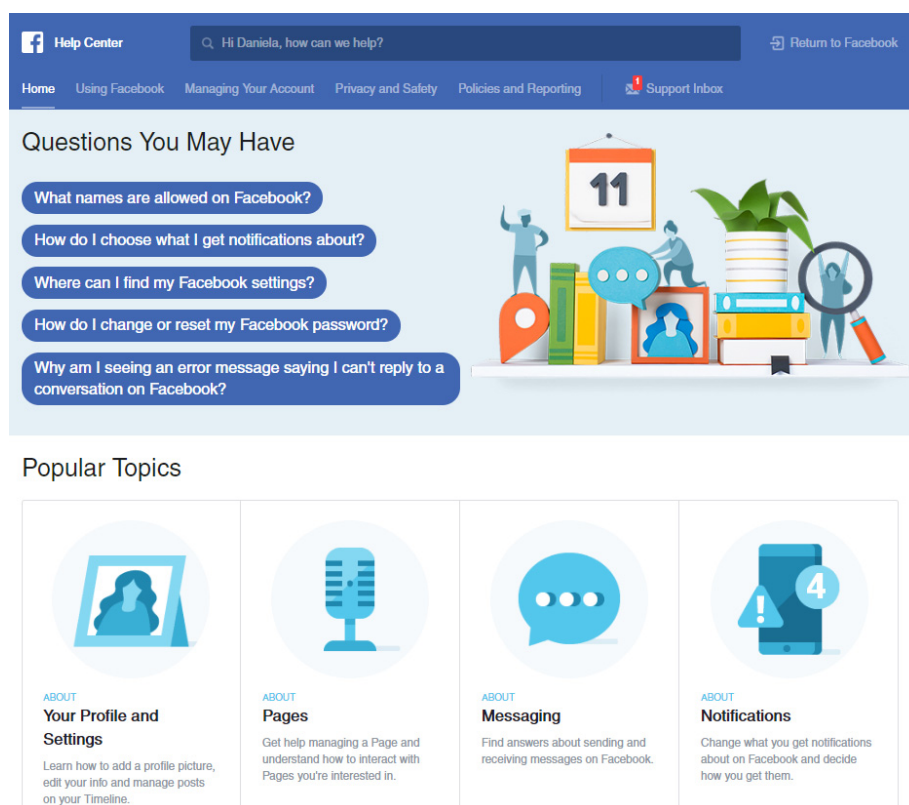 Help Center
Hi Daniela, how can we help?
Return to Facebook
Home Using Facebook Managing Your Account Privacy and Safety Policies and Reporting 1 Support Inbox
Questions You May Have
What names are allowed on Facebook?
How do I choose what I get notifications about?
Where can I find my Facebook settings?
How do I change or reset my Facebook password?
Why am I seeing an error message saying I can't reply to a
conversation on Facebook?
11
Popular Topics
ABOUT
Your Profile and
Settings
Learn how to add a profile picture,
edit your info and manage posts
on your Timeline.
ABOUT
Pages
Get help managing a Page and
understand how to interact with
Pages you're interested in.
ABOUT
Messaging
Find answers about sending and
receiving messages on Facebook.
4
ABOUT
Notifications
Change what you get notifications
about on Facebook and decide
how you get them.